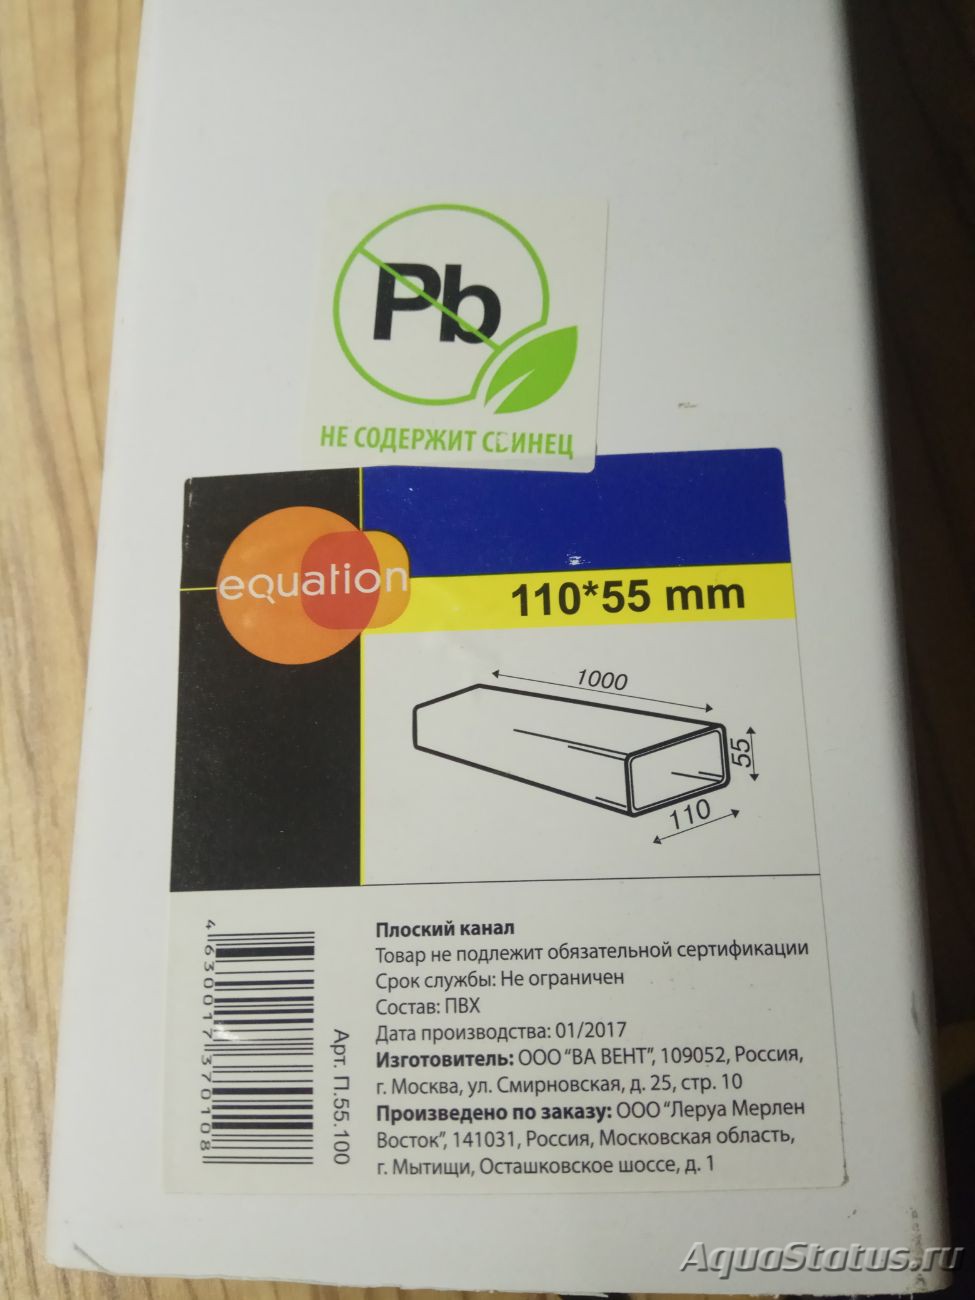 Pb
НЕ СОДЕРЖИТ СВИНЕЦ
equation
110*55 mm
1000
55
110
Плоский канал
Товар не подлежит обязательной сертификации
Срок службы: Не ограничен
Состав: ПВХ
Дата производства: 01/2017
Изготовитель: ООО "ВА ВЕНТ", 109052, Россия,
г. Москва, ул. Смирновская, д. 25, стр. 10
Произведено по заказу: ООО "Леруа Мерлен
Восток", 141031, Россия, Московская область,
г. Мытищи, Осташковское шоссе, д. 1
4630017370108
Арт. П.55.100
AquaStatus.ru